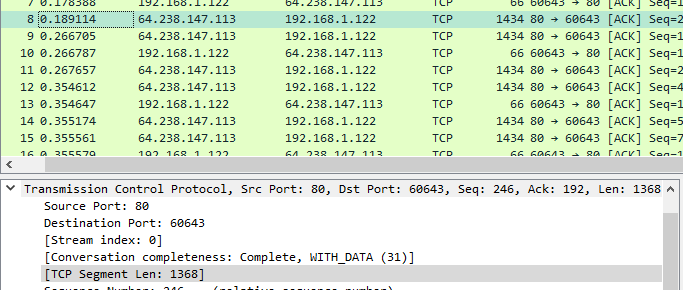 7 0.178388 192.168.1.122 64.238.147.113 TCP 66 60643 → 80 [ACK] Seq=1
8 0.189114 64.238.147.113 192.168.1.122 TCP 1434 80 → 60643 [ACK] Seq=2
9 0.266705 64.238.147.113 192.168.1.122 TCP 1434 80 → 60643 [ACK] Seq=1
10 0.266787 192.168.1.122 64.238.147.113 TCP 66 60643 → 80 [ACK] Seq=1
11 0.267657 64.238.147.113 192.168.1.122 TCP 1434 80 → 60643 [ACK] Seq=2
12 0.354612 64.238.147.113 192.168.1.122 TCP 1434 80 → 60643 [ACK] Seq=4
13 0.354647 192.168.1.122 64.238.147.113 TCP 66 60643 → 80 [ACK] Seq=1
14 0.355174 64.238.147.113 192.168.1.122 TCP 1434 80 → 60643 [ACK] Seq=5
15 0.355561 64.238.147.113 192.168.1.122 TCP 1434 80 → 60643 [ACK] Seq=7
16 0.355579 192.168.1.122 64.238.147.113 TCP 66 60643 → 80 [ACK] Seq=1
Transmission Control Protocol, Src Port: 80, Dst Port: 60643, Seq: 246, Ack: 192, Len: 1368
Source Port: 80
Destination Port: 60643
[Stream index: 0]
[Conversation completeness: Complete, WITH_DATA (31)]
[TCP Segment Len: 1368]
Sequence Number: 246 (relative sequence number)